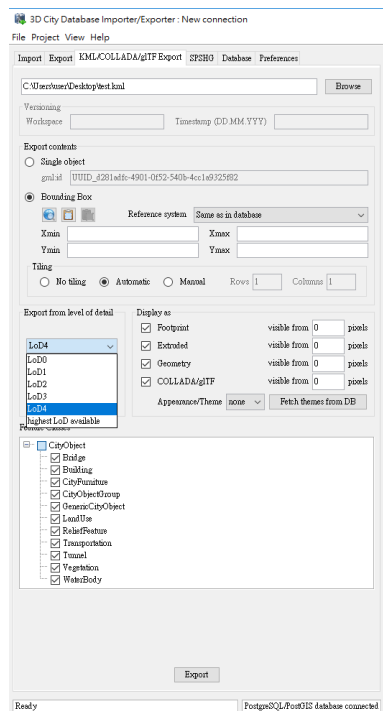 3D City Database Importer/Exporter : New connection
File Project View Help
Import Export KML/COLLADA/glTF Export SPSHG Database Preferences
C:\Users\user\Desktop\test.kml Browse
Versioning
Workspace Timestamp (DD.MM.YYY)
Export contents
Single object
gml:id UUID_d281adfc-4901-0f52-540b-4cc1a9325f82
Bounding Box
Reference system Same as in database
Xmin Xmax
Ymin Ymax
Tiling
No tiling Automatic Manual Rows 1 Columns 1
Export from level of detail Display as
Footprint visible from 0 pixels
LoD4 Extruded visible from 0 pixels
LoD0 Geometry visible from 0 pixels
LoD1
LoD2 COLLADA/glTF visible from 0 pixels
LoD3 Appearance/Theme none Fetch themes from DB
LoD4
highest LoD available
Feature Classes
CityObject
Bridge
Building
CityFurniture
CityObjectGroup
GenericCityObject
LandUse
ReliefFeature
Transportation
Tunnel
Vegetation
WaterBody
Export
Ready PostgreSQL/PostGIS database connected